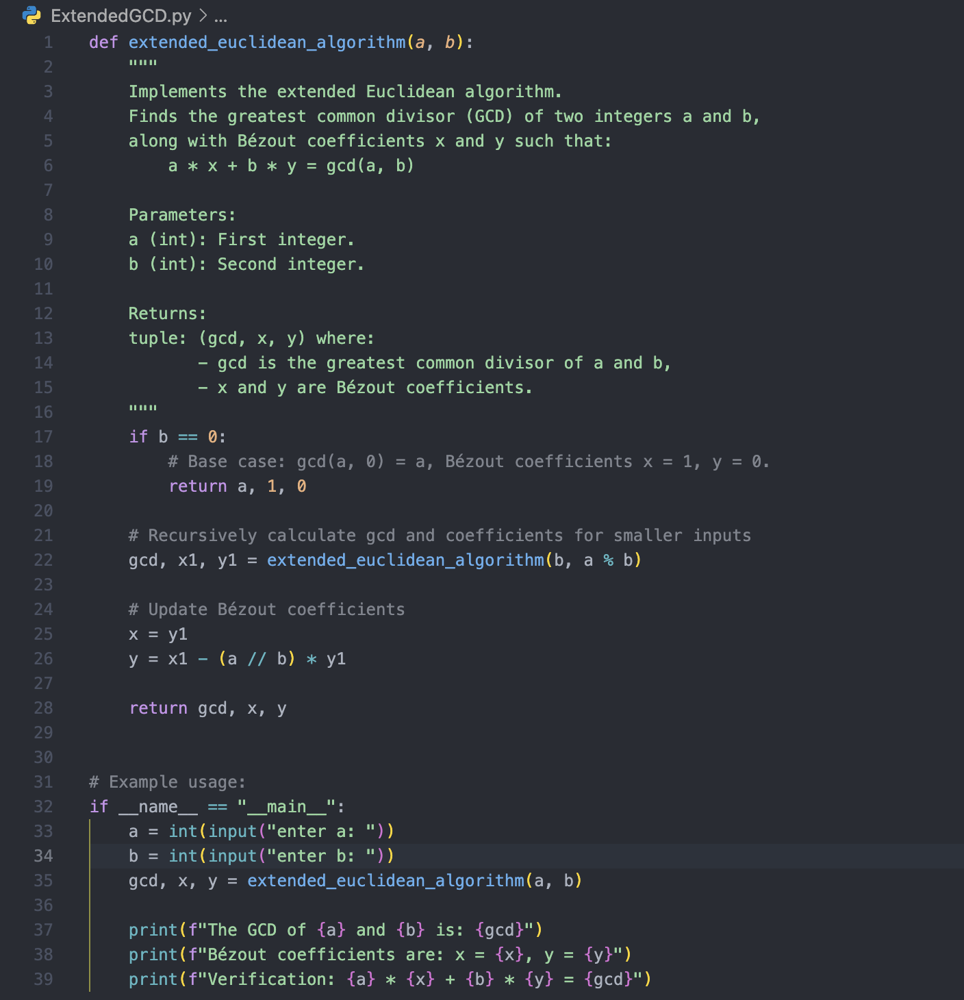 ExtendedGCD.py > ...
1 def extended_euclidean_algorithm(a, b):
2     """
3     Implements the extended Euclidean algorithm.
4     Finds the greatest common divisor (GCD) of two integers a and b,
5     along with Bézout coefficients x and y such that:
6         a * x + b * y = gcd(a, b)
7
8     Parameters:
9     a (int): First integer.
10     b (int): Second integer.
11
12     Returns:
13     tuple: (gcd, x, y) where:
14            - gcd is the greatest common divisor of a and b,
15            - x and y are Bézout coefficients.
16     """
17     if b == 0:
18         # Base case: gcd(a, 0) = a, Bézout coefficients x = 1, y = 0.
19         return a, 1, 0
20
21     # Recursively calculate gcd and coefficients for smaller inputs
22     gcd, x1, y1 = extended_euclidean_algorithm(b, a % b)
23
24     # Update Bézout coefficients
25     x = y1
26     y = x1 - (a // b) * y1
27
28     return gcd, x, y
29
30
31 # Example usage:
32 if __name__ == "__main__":
33     a = int(input("enter a: "))
34     b = int(input("enter b: "))
35     gcd, x, y = extended_euclidean_algorithm(a, b)
36
37     print(f"The GCD of {a} and {b} is: {gcd}")
38     print(f"Bézout coefficients are: x = {x}, y = {y}")
39     print(f"Verification: {a} * {x} + {b} * {y} = {gcd}")